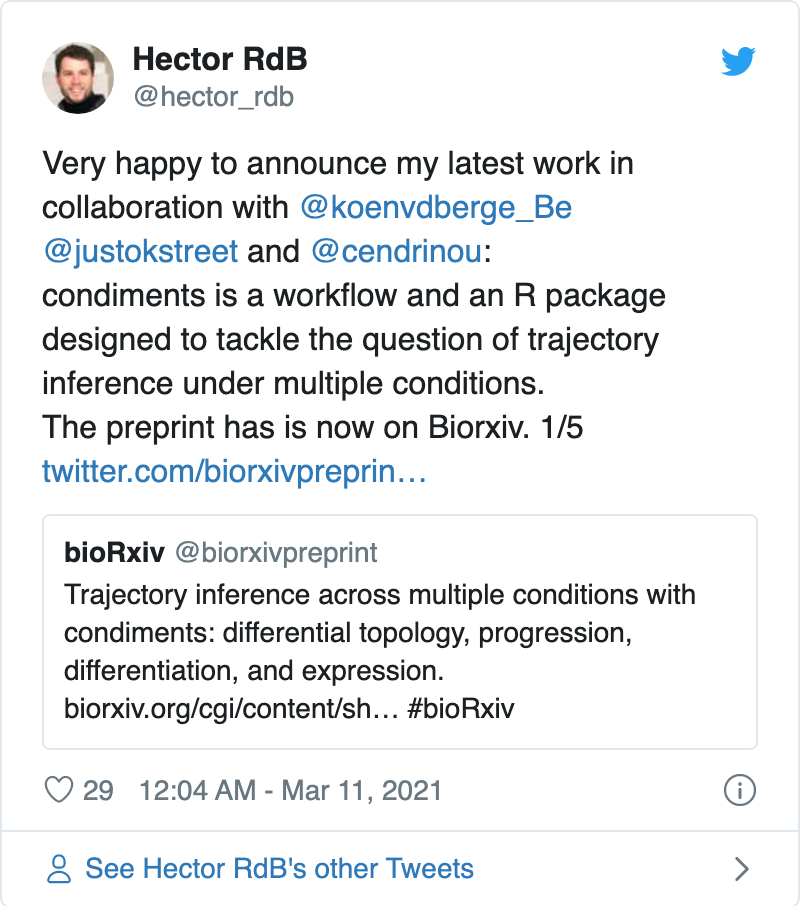 Hector RdB
@hector_rdb
Very happy to announce my latest work in
collaboration with @koenvdberge_Be
@justokstreet and @cendrinou:
condiments is a workflow and an R package
designed to tackle the question of trajectory
inference under multiple conditions.
The preprint has is now on Biorxiv. 1/5
twitter.com/biorxivpreprin…
bioRxiv @biorxivpreprint
Trajectory inference across multiple conditions with
condiments: differential topology, progression,
differentiation, and expression.
biorxiv.org/cgi/content/sh… #bioRxiv
29 12:04 AM - Mar 11, 2021
See Hector RdB's other Tweets